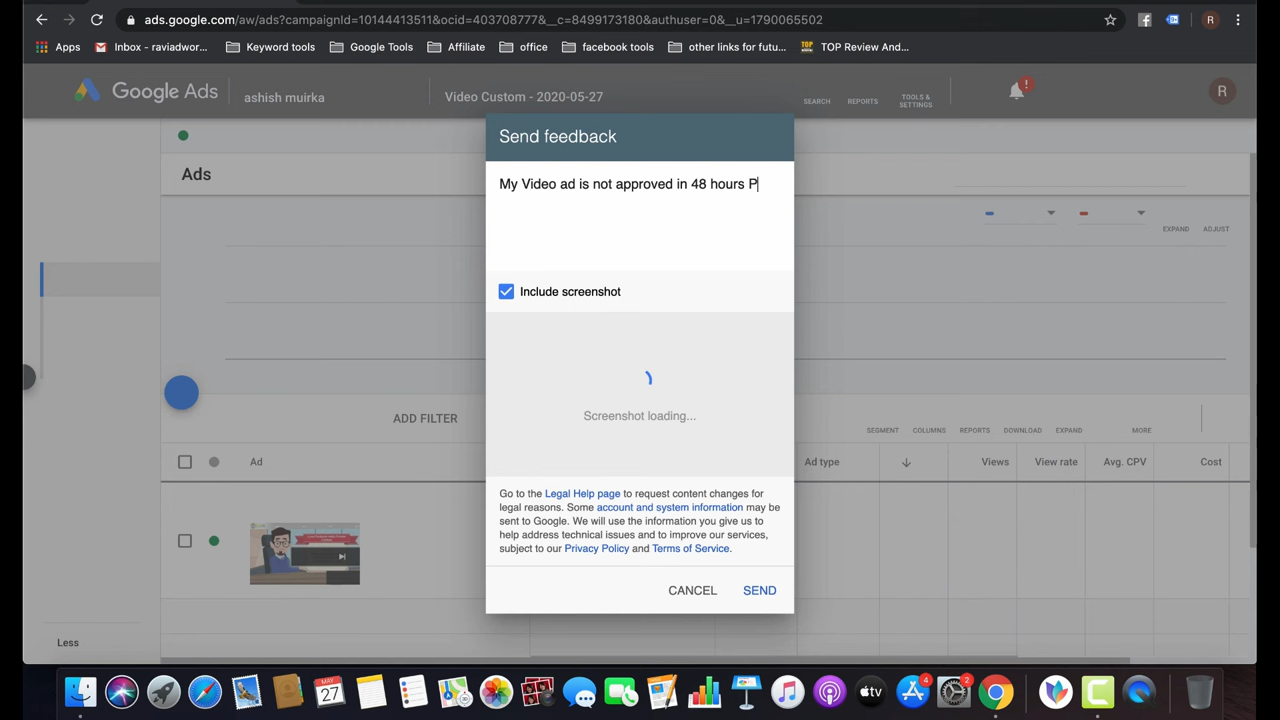 ads.google.com/aw/ads?campaignId=10144413511&ocid=403708777&__c=8499173180&authuser=0&__u=1790065502
R
Apps
Inbox - raviadwor...
Keyword tools
Google Tools
Affiliate
office
facebook tools
other links for futu...
TOP Review And...
Google Ads
ashish muirka
Video Custom - 2020-05-27
SEARCH
REPORTS
TOOLS & SETTINGS
!
R
Send feedback
Ads
My Video ad is not approved in 48 hours P
EXPAND
ADJUST
Include screenshot
Screenshot loading...
ADD FILTER
SEGMENT
COLUMNS
REPORTS
DOWNLOAD
EXPAND
MORE
Ad
Ad type
Views
View rate
Avg. CPV
Cost
Go to the Legal Help page to request content changes for
legal reasons. Some account and system information may be
sent to Google. We will use the information you give us to
help address technical issues and to improve our services,
subject to our Privacy Policy and Terms of Service.
CANCEL
SEND
Less
MAY
27
tv
4
2